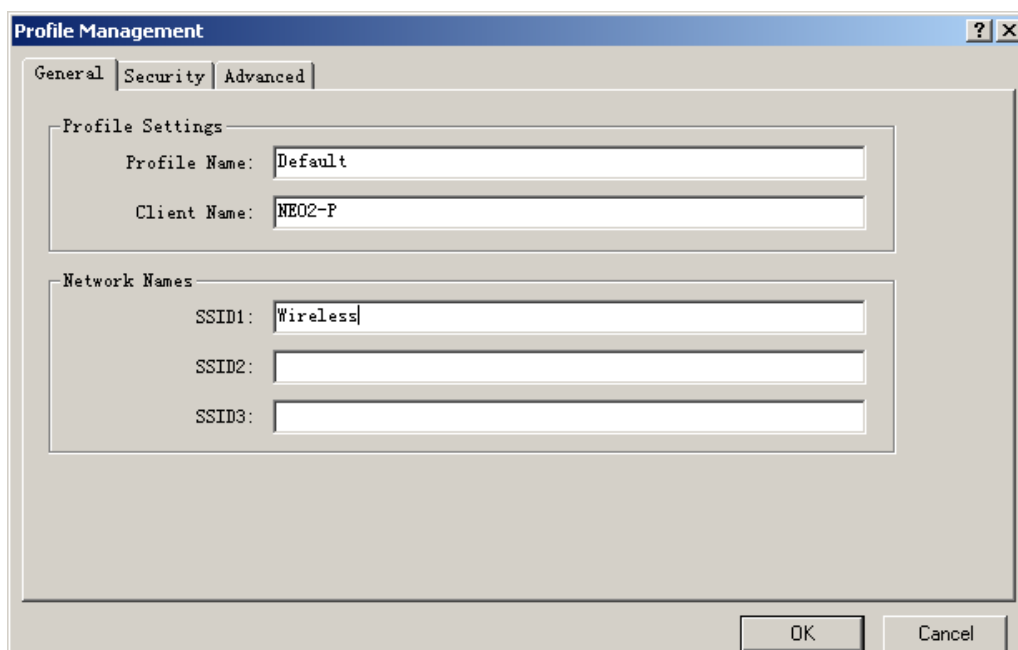 Profile Management
General Security Advanced
Profile Settings
Profile Name: Default
Client Name: NEO2-P
Network Names
SSID1: Wireless
SSID2:
SSID3:
OK Cancel